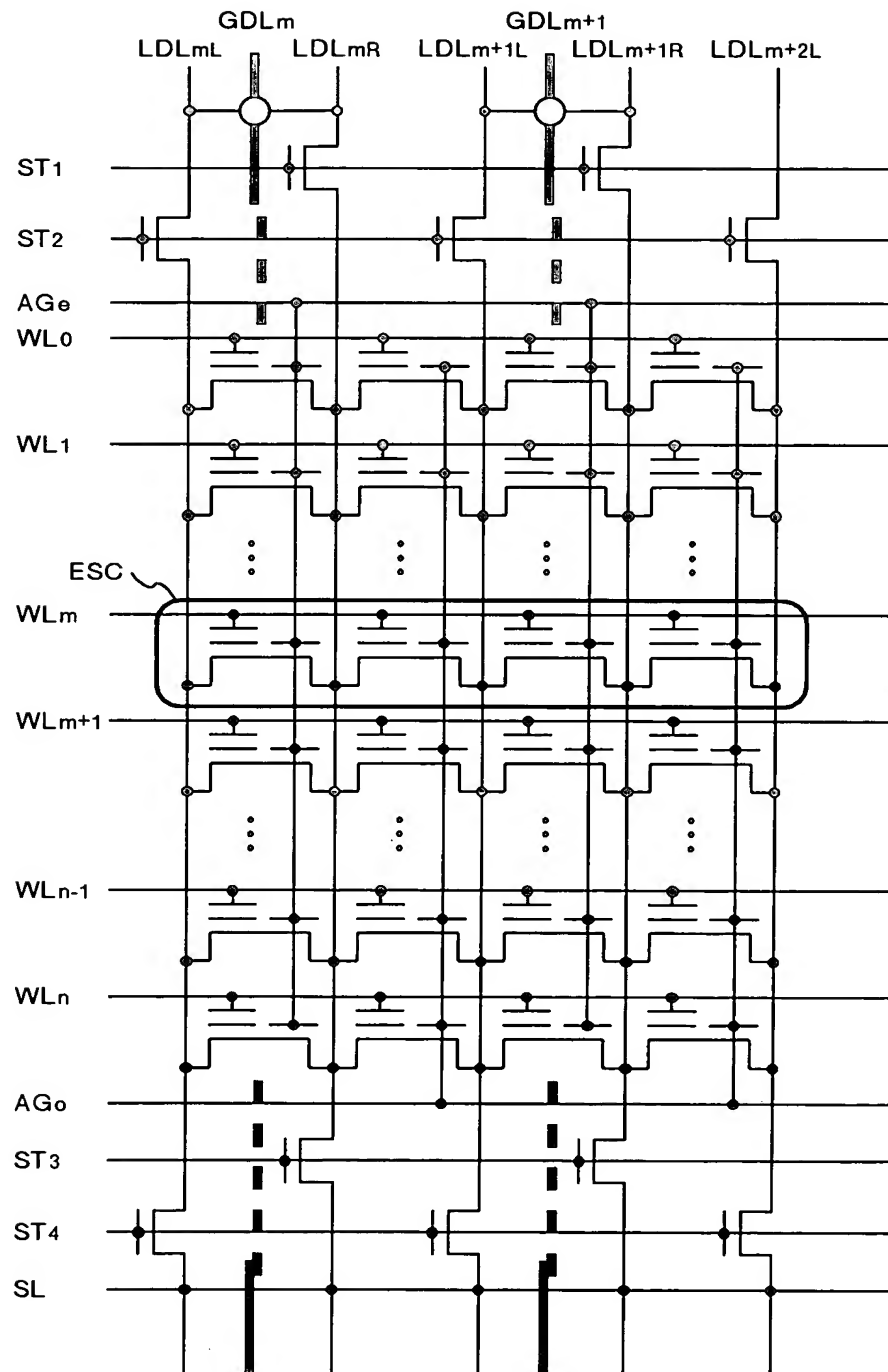 GDLm GDLm+1
LDLmL LDLmR LDLm+1L LDLm+1R LDLm+2L
ST1
ST2
AGe
WL0
WL1
ESC
WLm
WLm+1
WLn-1
WLn
AGo
ST3
ST4
SL